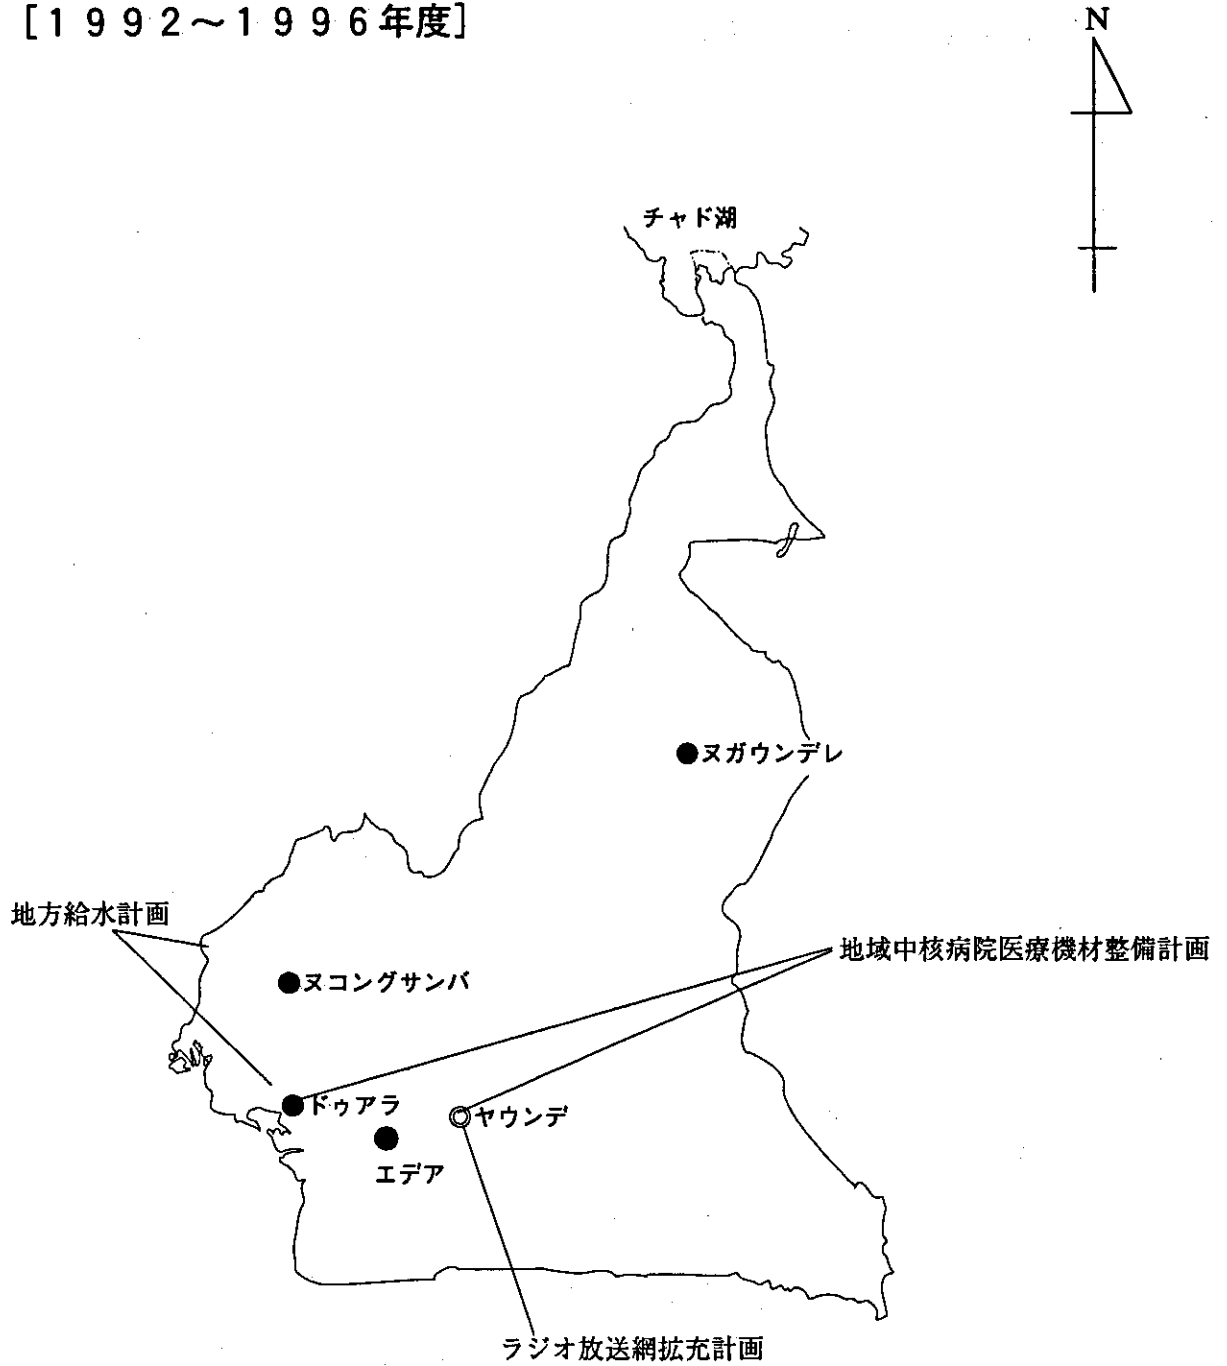 [1992~1996年度]
N
チャド湖
ヌガウンデレ
地方給水計画
地域中核病院医療機材整備計画
ヌコングサンバ
ドゥアラ
ヤウンデ
エデア
ラジオ放送網拡充計画